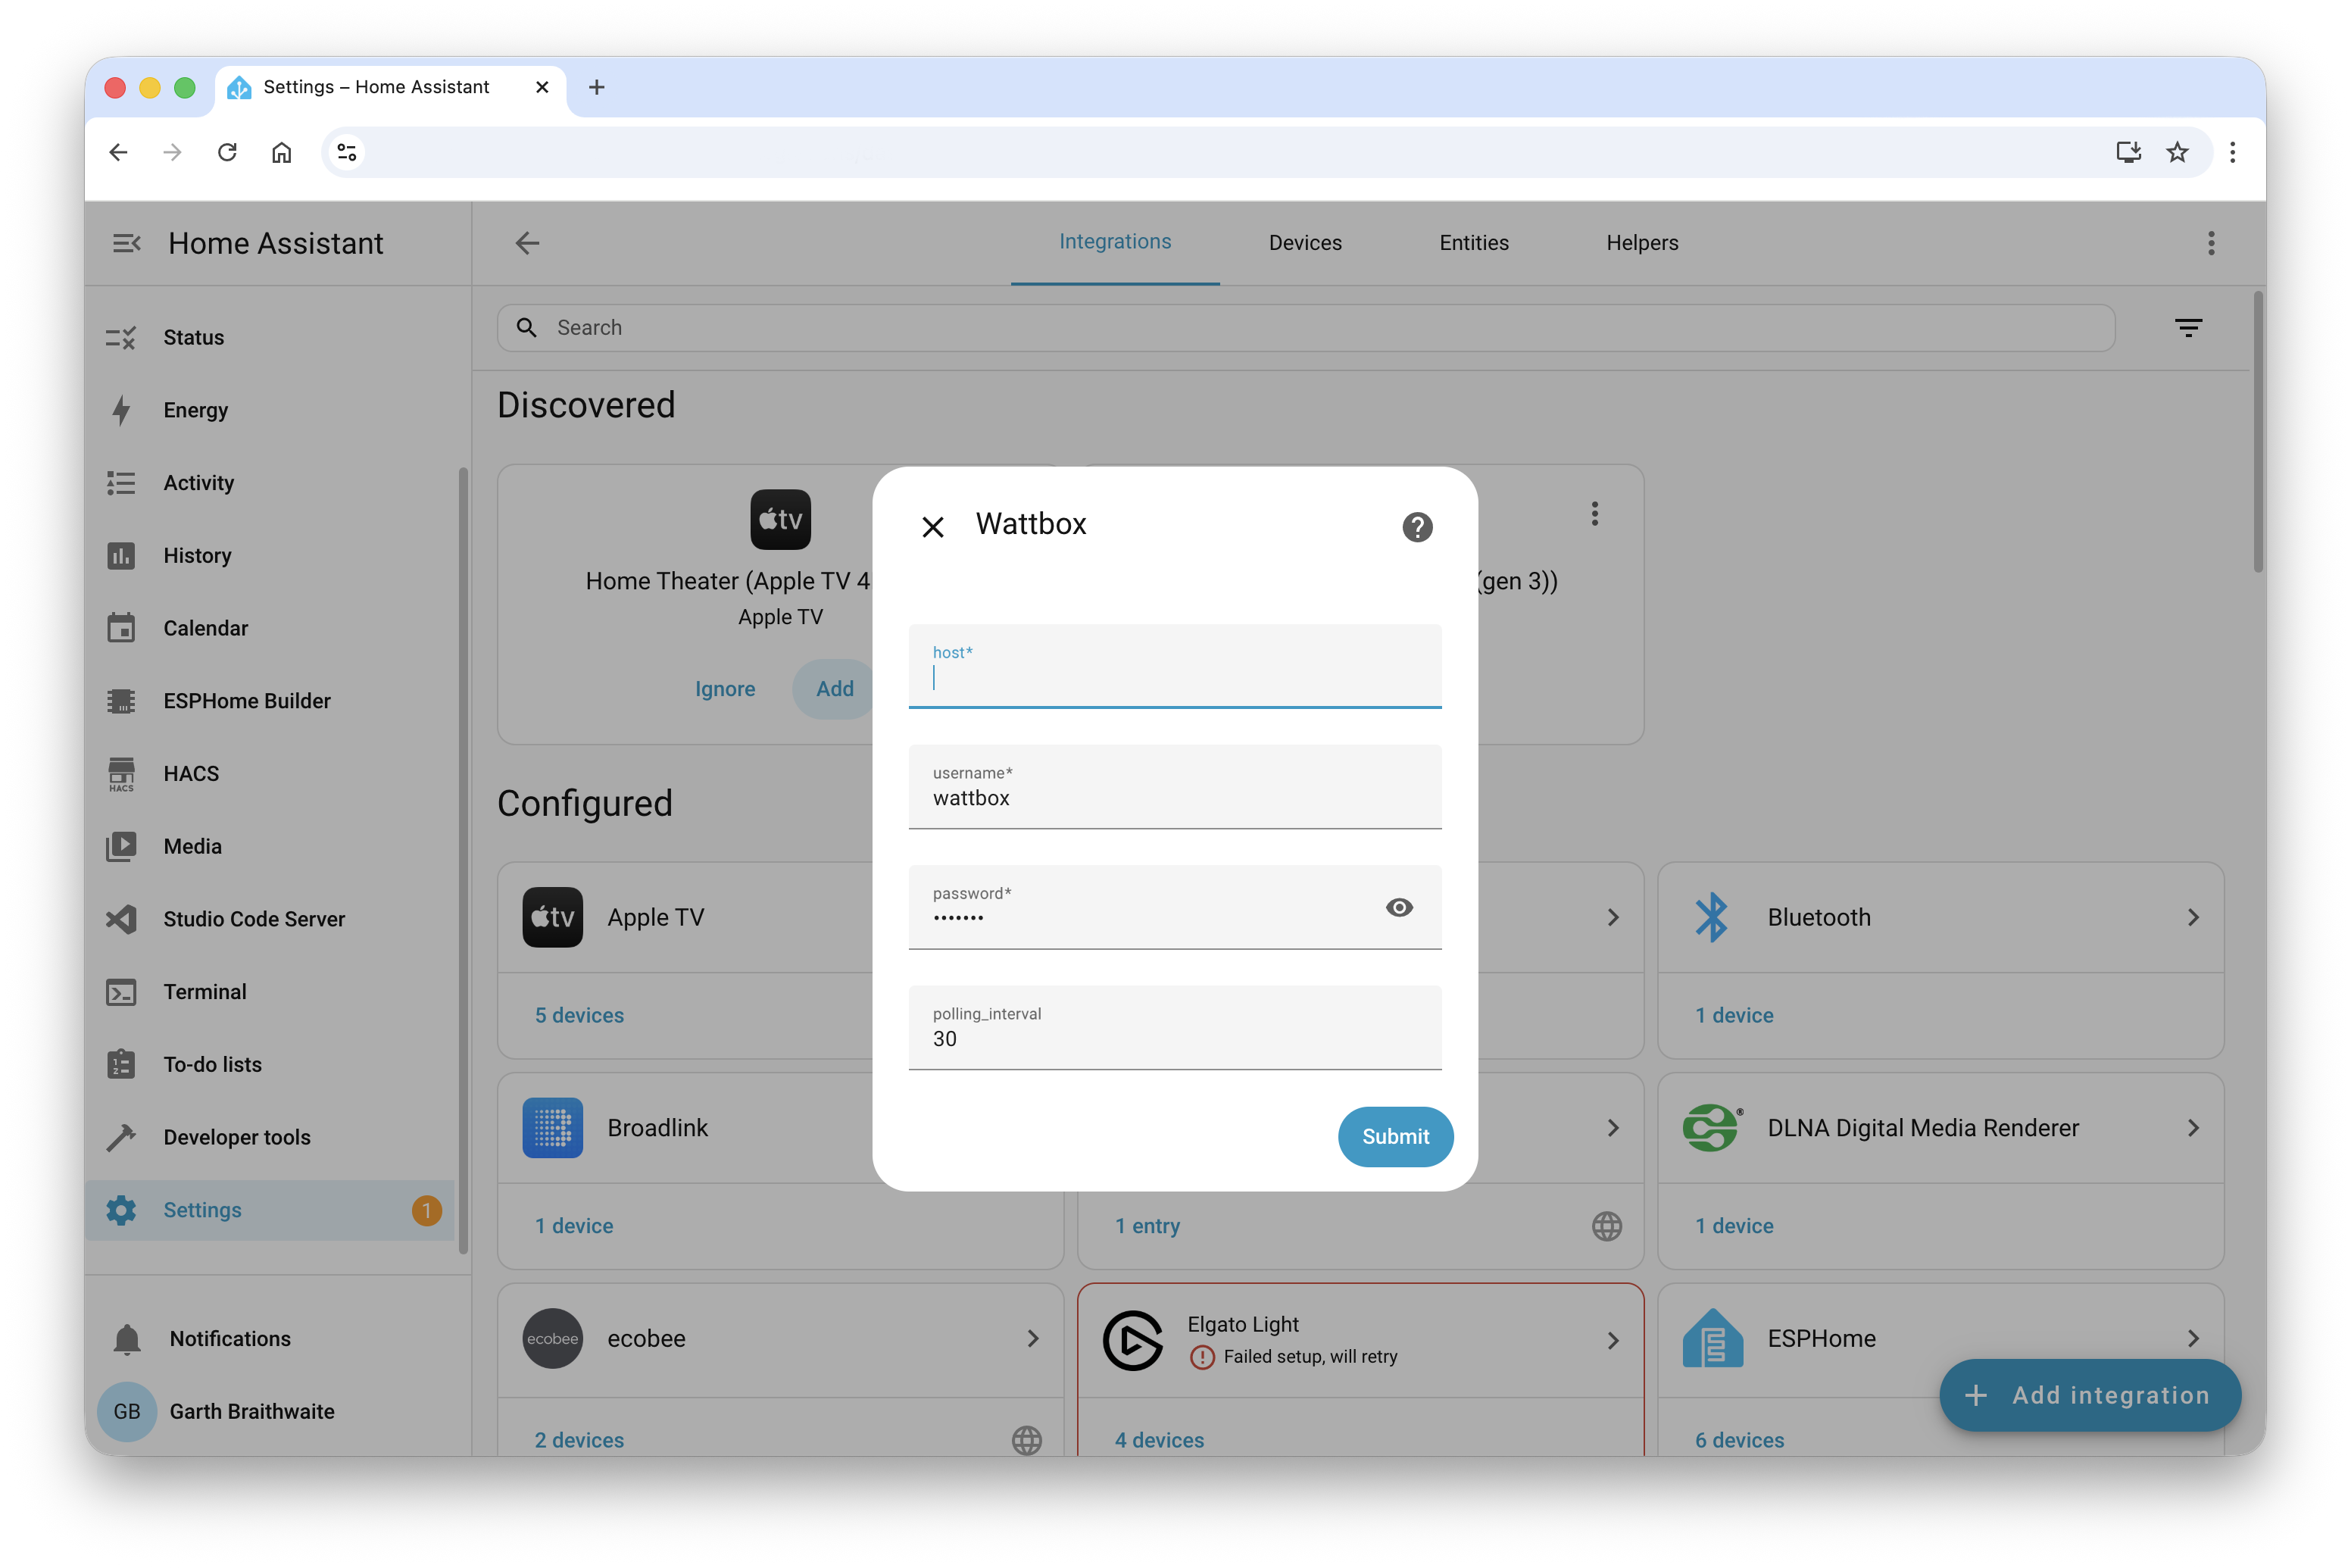 Settings – Home Assistant
Home Assistant
Integrations
Devices
Entities
Helpers
Search
Status
Energy
Activity
History
Calendar
ESPHome Builder
HACS
HACS
Media
Studio Code Server
Terminal
To-do lists
Developer tools
Settings
1
Notifications
GB
Garth Braithwaite
Discovered
tv
Home Theater (Apple TV 4
Apple TV
Ignore
Add
(gen 3))
Wattbox
host*
username*
wattbox
password*
•••••••
polling_interval
30
Submit
Configured
tv
Apple TV
5 devices
Bluetooth
1 device
Broadlink
1 device
1 entry
DLNA Digital Media Renderer
1 device
ecobee
ecobee
2 devices
Elgato Light
Failed setup, will retry
4 devices
ESPHome
6 devices
Add integration